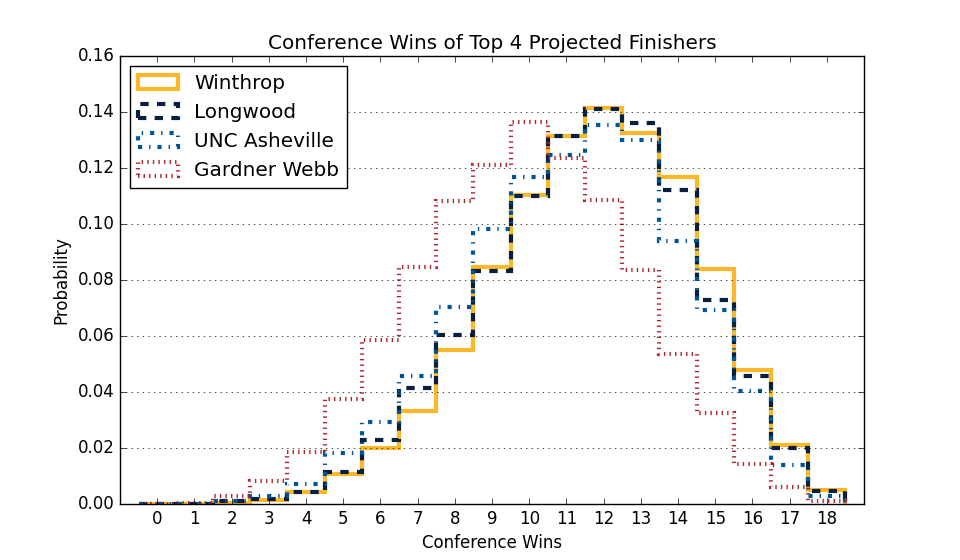 Conference Wins of Top 4 Projected Finishers
0.16
0.14
0.12
0.10
0.08
0.06
0.04
0.02
0.00
Probability
Winthrop
Longwood
UNC Asheville
Gardner Webb
0 1 2 3 4 5 6 7 8 9 10 11 12 13 14 15 16 17 18
Conference Wins